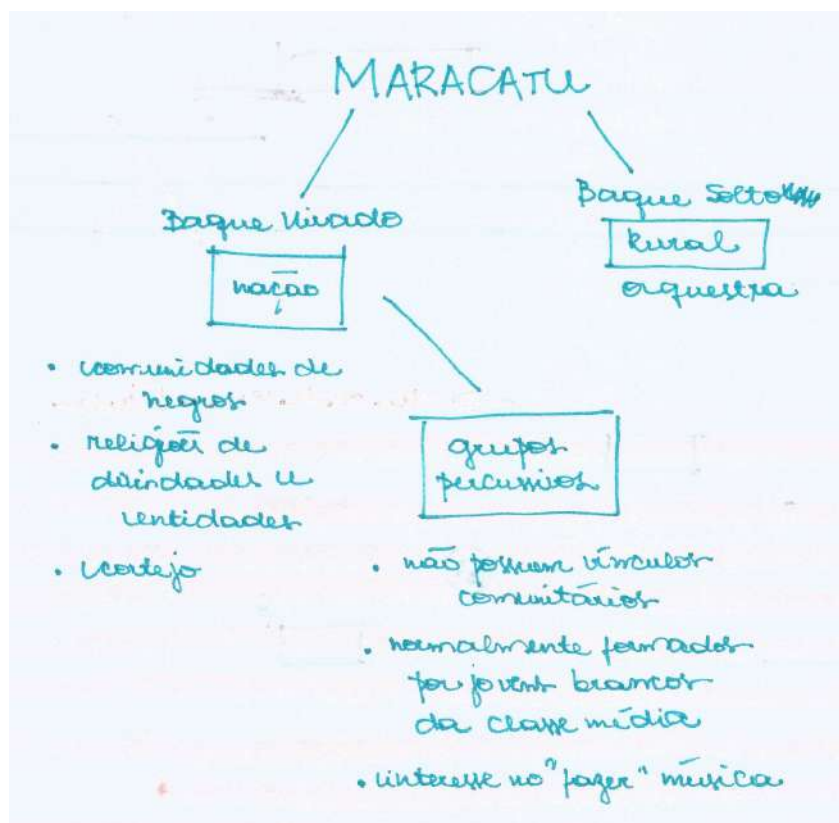 MARACATU
Baque Virado
nação
• comunidades de
negros
• religiões de
divindades e
entidades
• cortejo
Baque Solto
Rural
orquestra
grupos
percussivos
• não possuem vínculos
comunitários
• normalmente formados
por jovens brancos
da classe média
• interesse no "fazer" música